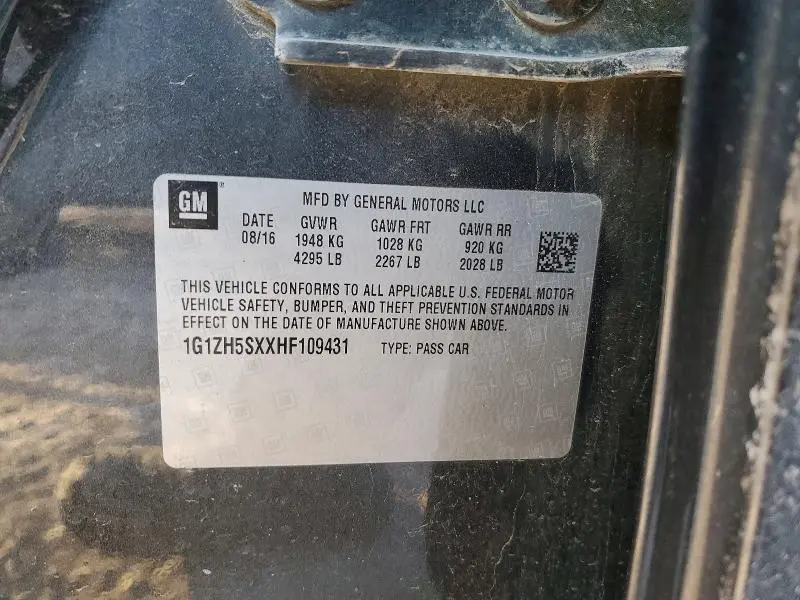 GM ® MFD BY GENERAL MOTORS LLC
DATE GVWR GAWR FRT GAWR RR
08/16 1948 KG 1028 KG 920 KG
4295 LB 2267 LB 2028 LB
THIS VEHICLE CONFORMS TO ALL APPLICABLE U.S. FEDERAL MOTOR
VEHICLE SAFETY, BUMPER, AND THEFT PREVENTION STANDARDS IN
EFFECT ON THE DATE OF MANUFACTURE SHOWN ABOVE.
1G1ZH5SXXHF109431 TYPE: PASS CAR